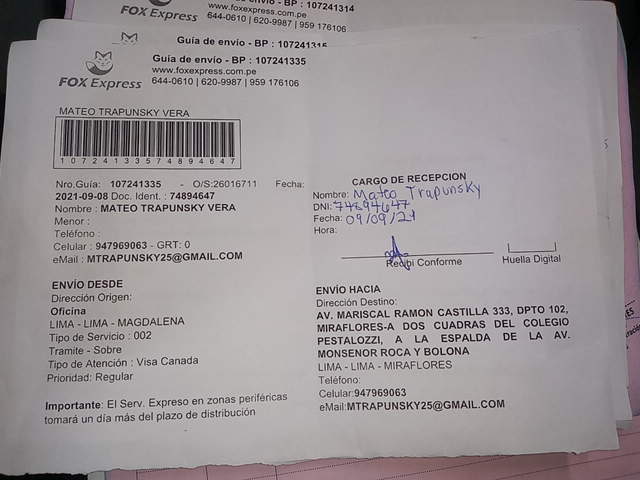 FOX Express
Guía de envío - BP : 107241314
www.foxexpress.com.pe
644-0610 | 620-9987 | 959 176106
Guía de envío - BP : 107241315
FOX Express
Guía de envío - BP : 107241335
www.foxexpress.com.pe
644-0610 | 620-9987 | 959 176106
MATEO TRAPUNSKY VERA
10724133574894647
Nro.Guía: 107241335 - O/S:26016711 Fecha:
2021-09-08 Doc. Ident. : 74894647
Nombre : MATEO TRAPUNSKY VERA
Menor :
Teléfono :
Celular : 947969063 - GRT: 0
eMail : MTRAPUNSKY25@GMAIL.COM
ENVÍO DESDE
Dirección Origen:
Oficina
LIMA - LIMA - MAGDALENA
Tipo de Servicio : 002
Tramite - Sobre
Tipo de Atención : Visa Canada
Prioridad: Regular
Importante: El Serv. Expreso en zonas periféricas
tomará un día más del plazo de distribución
CARGO DE RECEPCION
Nombre: Mateo Trapunsky
DNI: 74894647
Fecha: 09/09/21
Hora:
Recibi Conforme
Huella Digital
ENVÍO HACIA
Dirección Destino:
AV. MARISCAL RAMON CASTILLA 333, DPTO 102,
MIRAFLORES-A DOS CUADRAS DEL COLEGIO
PESTALOZZI, A LA ESPALDA DE LA AV.
MONSENOR ROCA Y BOLONA
LIMA - LIMA - MIRAFLORES
Teléfono:
Celular:947969063
eMail:MTRAPUNSKY25@GMAIL.COM